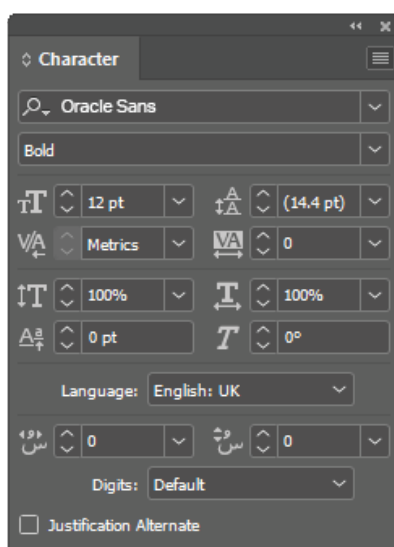 Character
Oracle Sans
Bold
12 pt (14.4 pt)
Metrics 0
100% 100%
0 pt 0°
Language: English: UK
0 0
Digits: Default
Justification Alternate